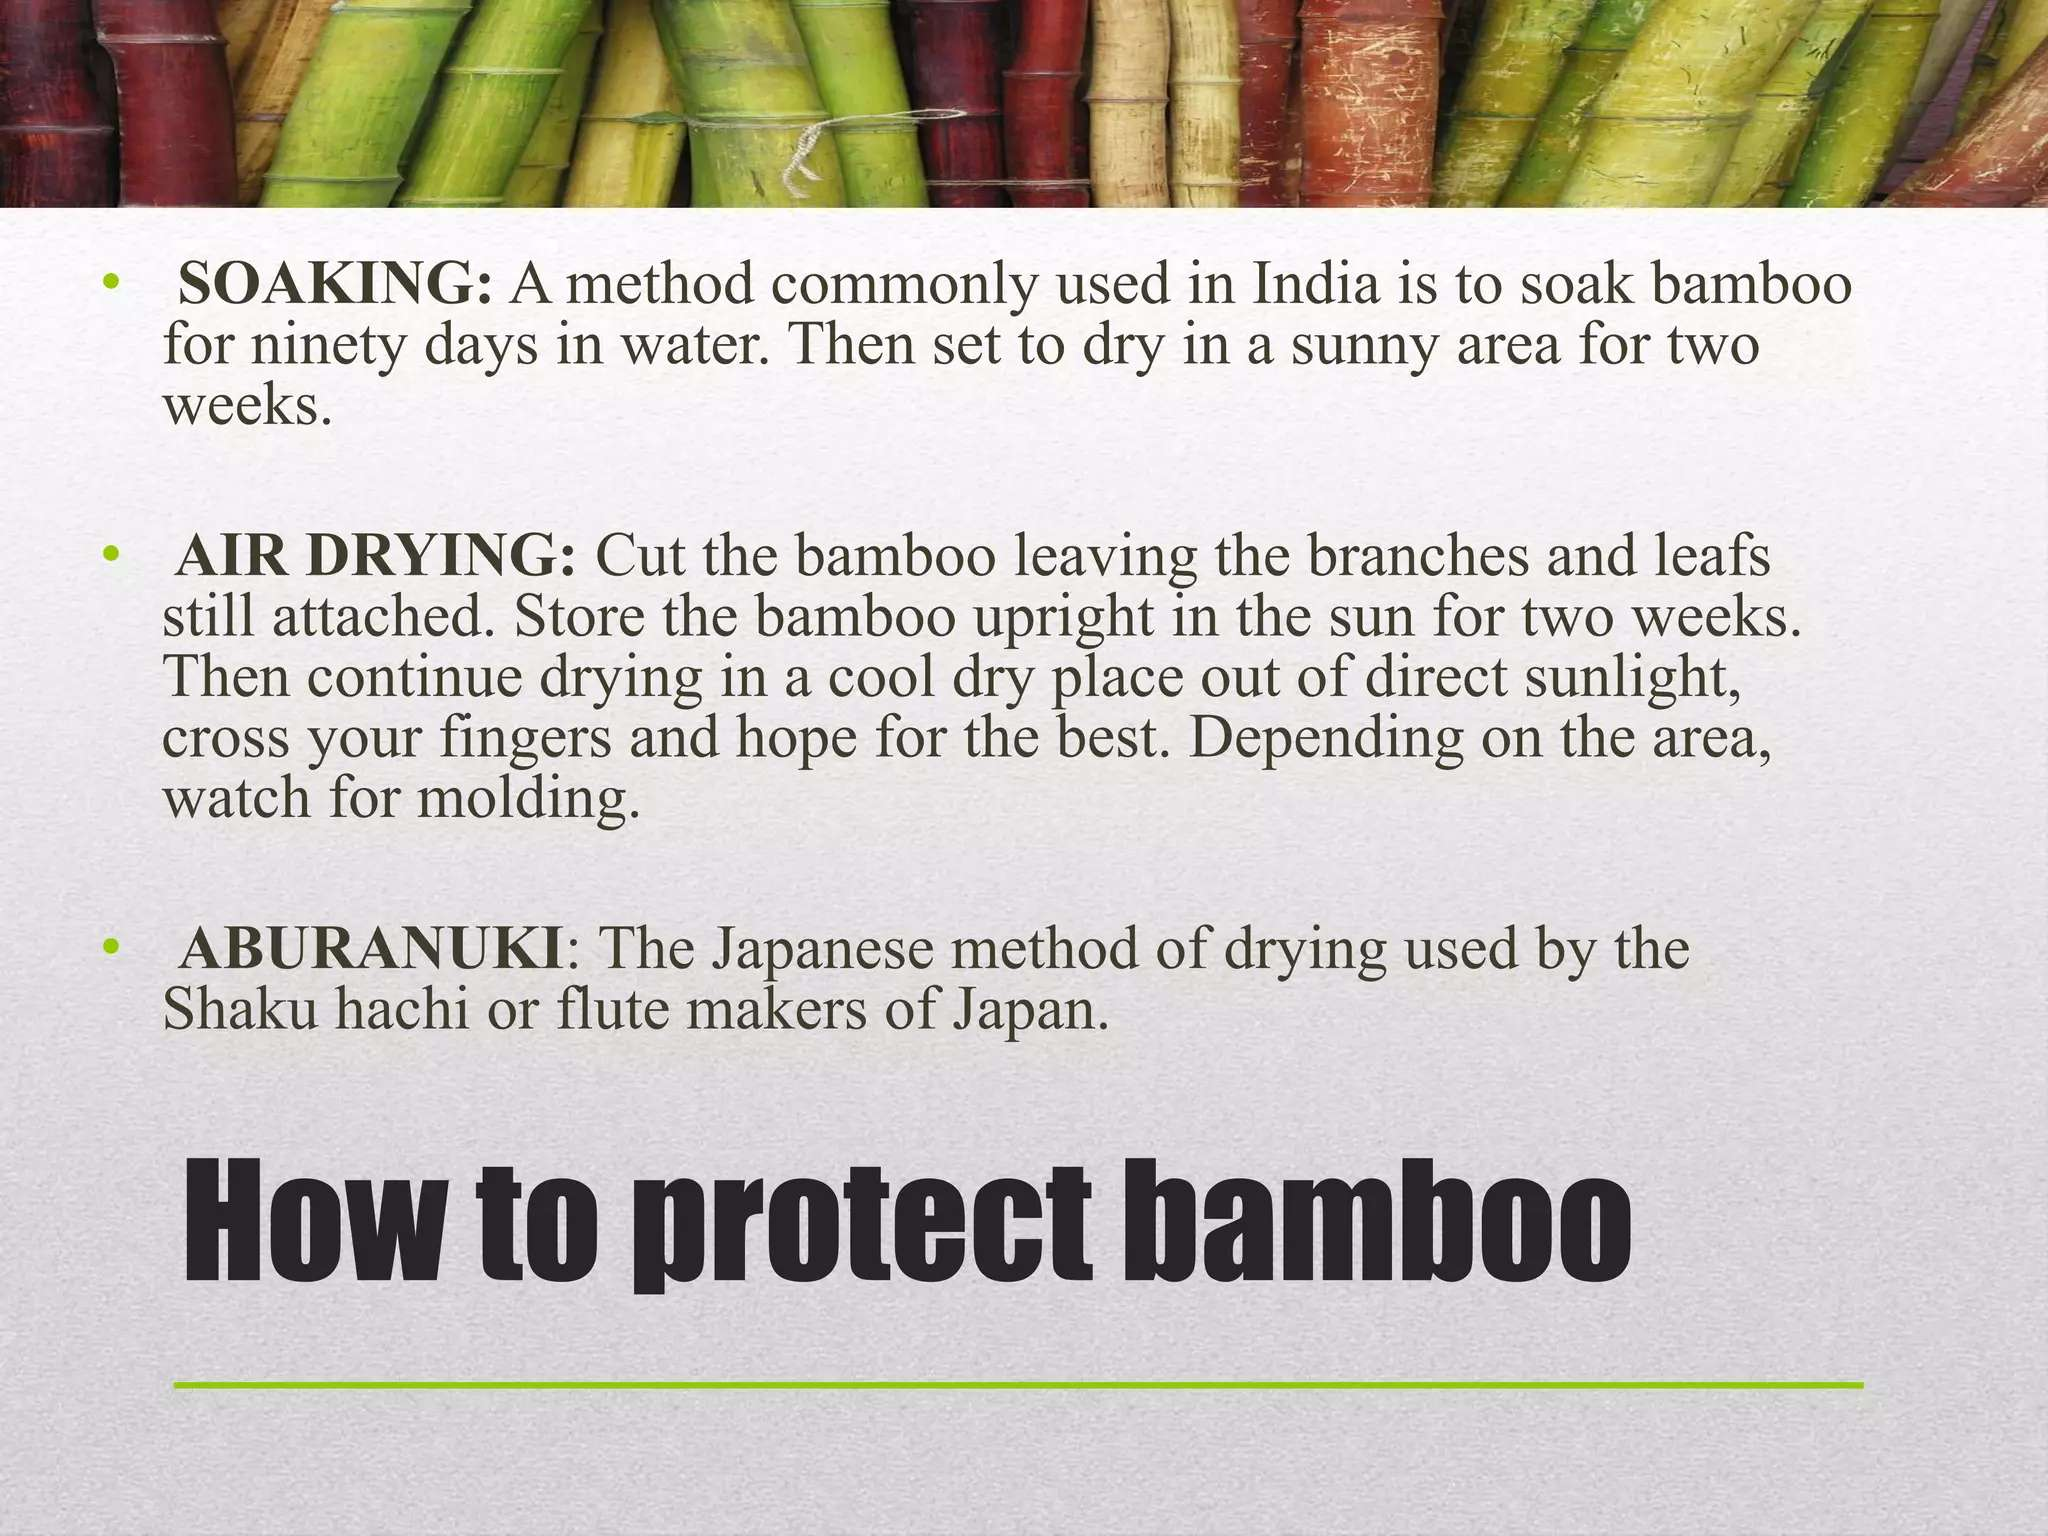 • SOAKING: A method commonly used in India is to soak bamboo
for ninety days in water. Then set to dry in a sunny area for two
weeks.
• AIR DRYING: Cut the bamboo leaving the branches and leafs
still attached. Store the bamboo upright in the sun for two weeks.
Then continue drying in a cool dry place out of direct sunlight,
cross your fingers and hope for the best. Depending on the area,
watch for molding.
• ABURANUKI: The Japanese method of drying used by the
Shaku hachi or flute makers of Japan.
How to protect bamboo